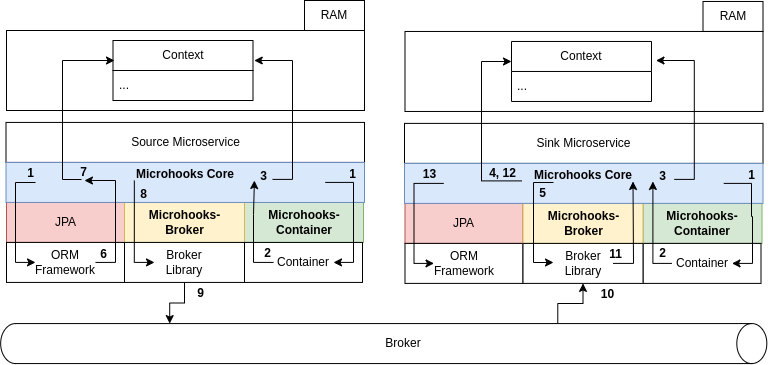 RAM
Context
...
Source Microservice
1
7
Microhooks Core
3
1
8
JPA
Microhooks-
Broker
Microhooks-
Container
ORM
Framework
6
Broker
Library
2
Container
9
RAM
Context
...
Sink Microservice
13
4, 12
Microhooks Core
3
1
5
JPA
Microhooks-
Broker
Microhooks-
Container
ORM
Framework
Broker
Library
11
2
Container
10
Broker